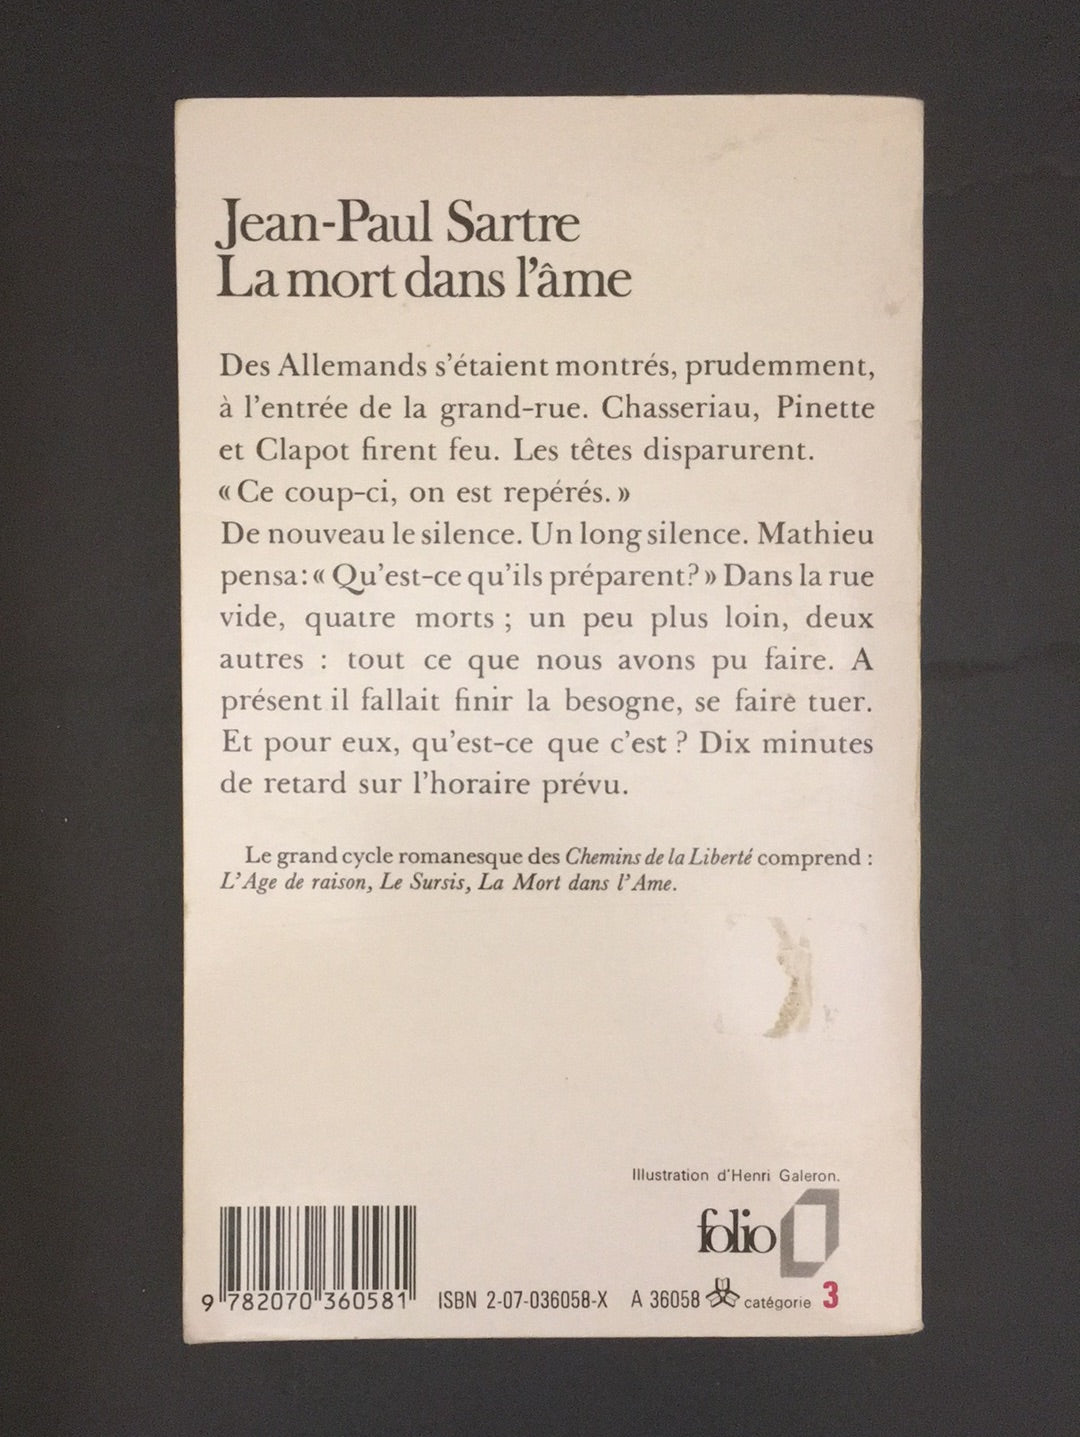 Jean-Paul Sartre
La mort dans l'âme
Des Allemands s'étaient montrés, prudemment,
à l'entrée de la grand-rue. Chasseriau, Pinette
et Clapot firent feu. Les têtes disparurent.
« Ce coup-ci, on est repérés. »
De nouveau le silence. Un long silence. Mathieu
pensa: « Qu'est-ce qu'ils préparent? » Dans la rue
vide, quatre morts ; un peu plus loin, deux
autres : tout ce que nous avons pu faire. A
présent il fallait finir la besogne, se faire tuer.
Et pour eux, qu'est-ce que c'est ? Dix minutes
de retard sur l'horaire prévu.
Le grand cycle romanesque des Chemins de la Liberté comprend :
L'Age de raison, Le Sursis, La Mort dans l'Ame.
Illustration d'Henri Galeron.
folio
9 782070 360581 ISBN 2-07-036058-X A 36058 catégorie 3